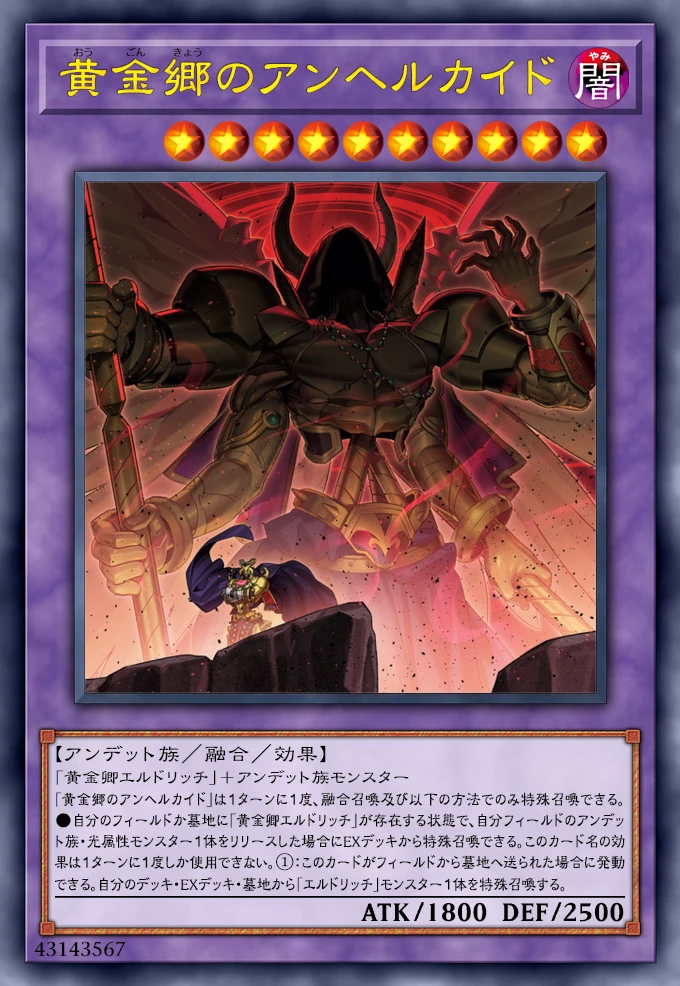 おう ごん きょう
黄金郷のアンヘルカイド
やみ
闇
【アンデット族／融合／効果】
「黄金卿エルドリッチ」＋アンデット族モンスター
「黄金郷のアンヘルカイド」は１ターンに１度、融合召喚及び以下の方法でのみ特殊召喚できる。
●自分のフィールドか墓地に「黄金卿エルドリッチ」が存在する状態で、自分フィールドのアンデッ
ト族・光属性モンスター１体をリリースした場合にEXデッキから特殊召喚できる。このカード名の効
果は１ターンに１度しか使用できない。①：このカードがフィールドから墓地へ送られた場合に発動
できる。自分のデッキ・EXデッキ・墓地から「エルドリッチ」モンスター１体を特殊召喚する。
ATK/1800 DEF/2500
43143567